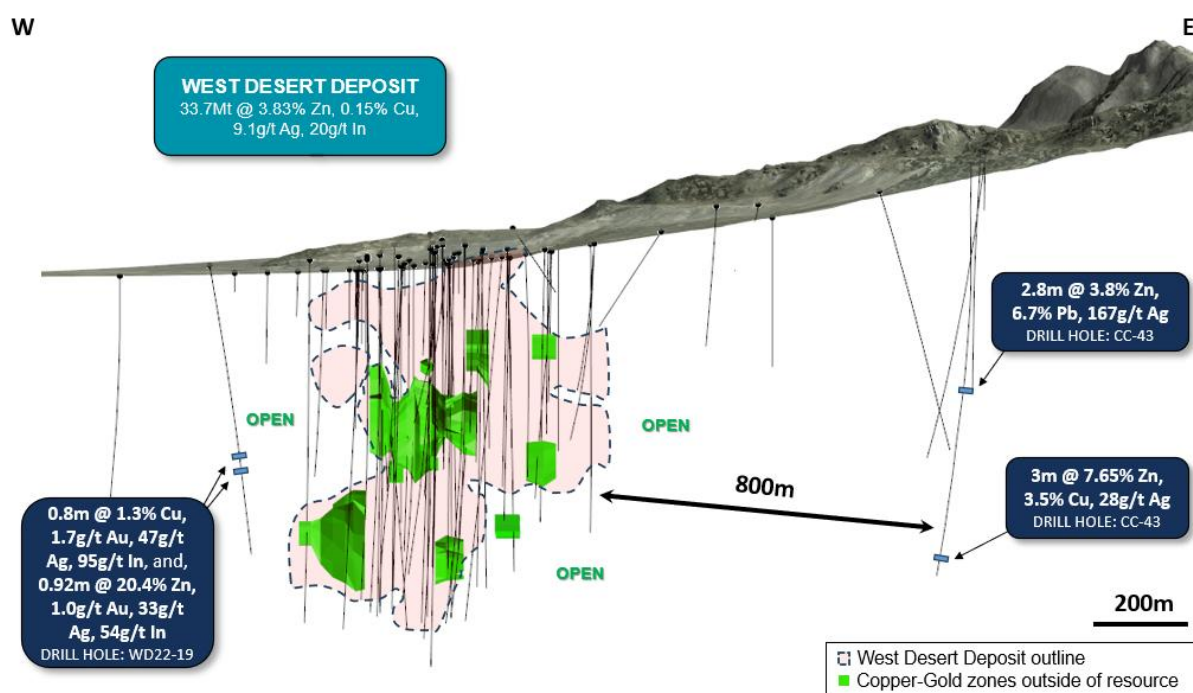 W
E
WEST DESERT DEPOSIT
33.7Mt @ 3.83% Zn, 0.15% Cu,
9.1g/t Ag, 20g/t In
2.8m @ 3.8% Zn,
6.7% Pb, 167g/t Ag
DRILL HOLE: CC-43
OPEN
OPEN
800m
3m @ 7.65% Zn,
3.5% Cu, 28g/t Ag
DRILL HOLE: CC-43
0.8m @ 1.3% Cu,
1.7g/t Au, 47g/t
Ag, 95g/t In, and,
0.92m @ 20.4% Zn,
1.0g/t Au, 33g/t
Ag, 54g/t In
DRILL HOLE: WD22-19
OPEN
200m
West Desert Deposit outline
Copper-Gold zones outside of resource